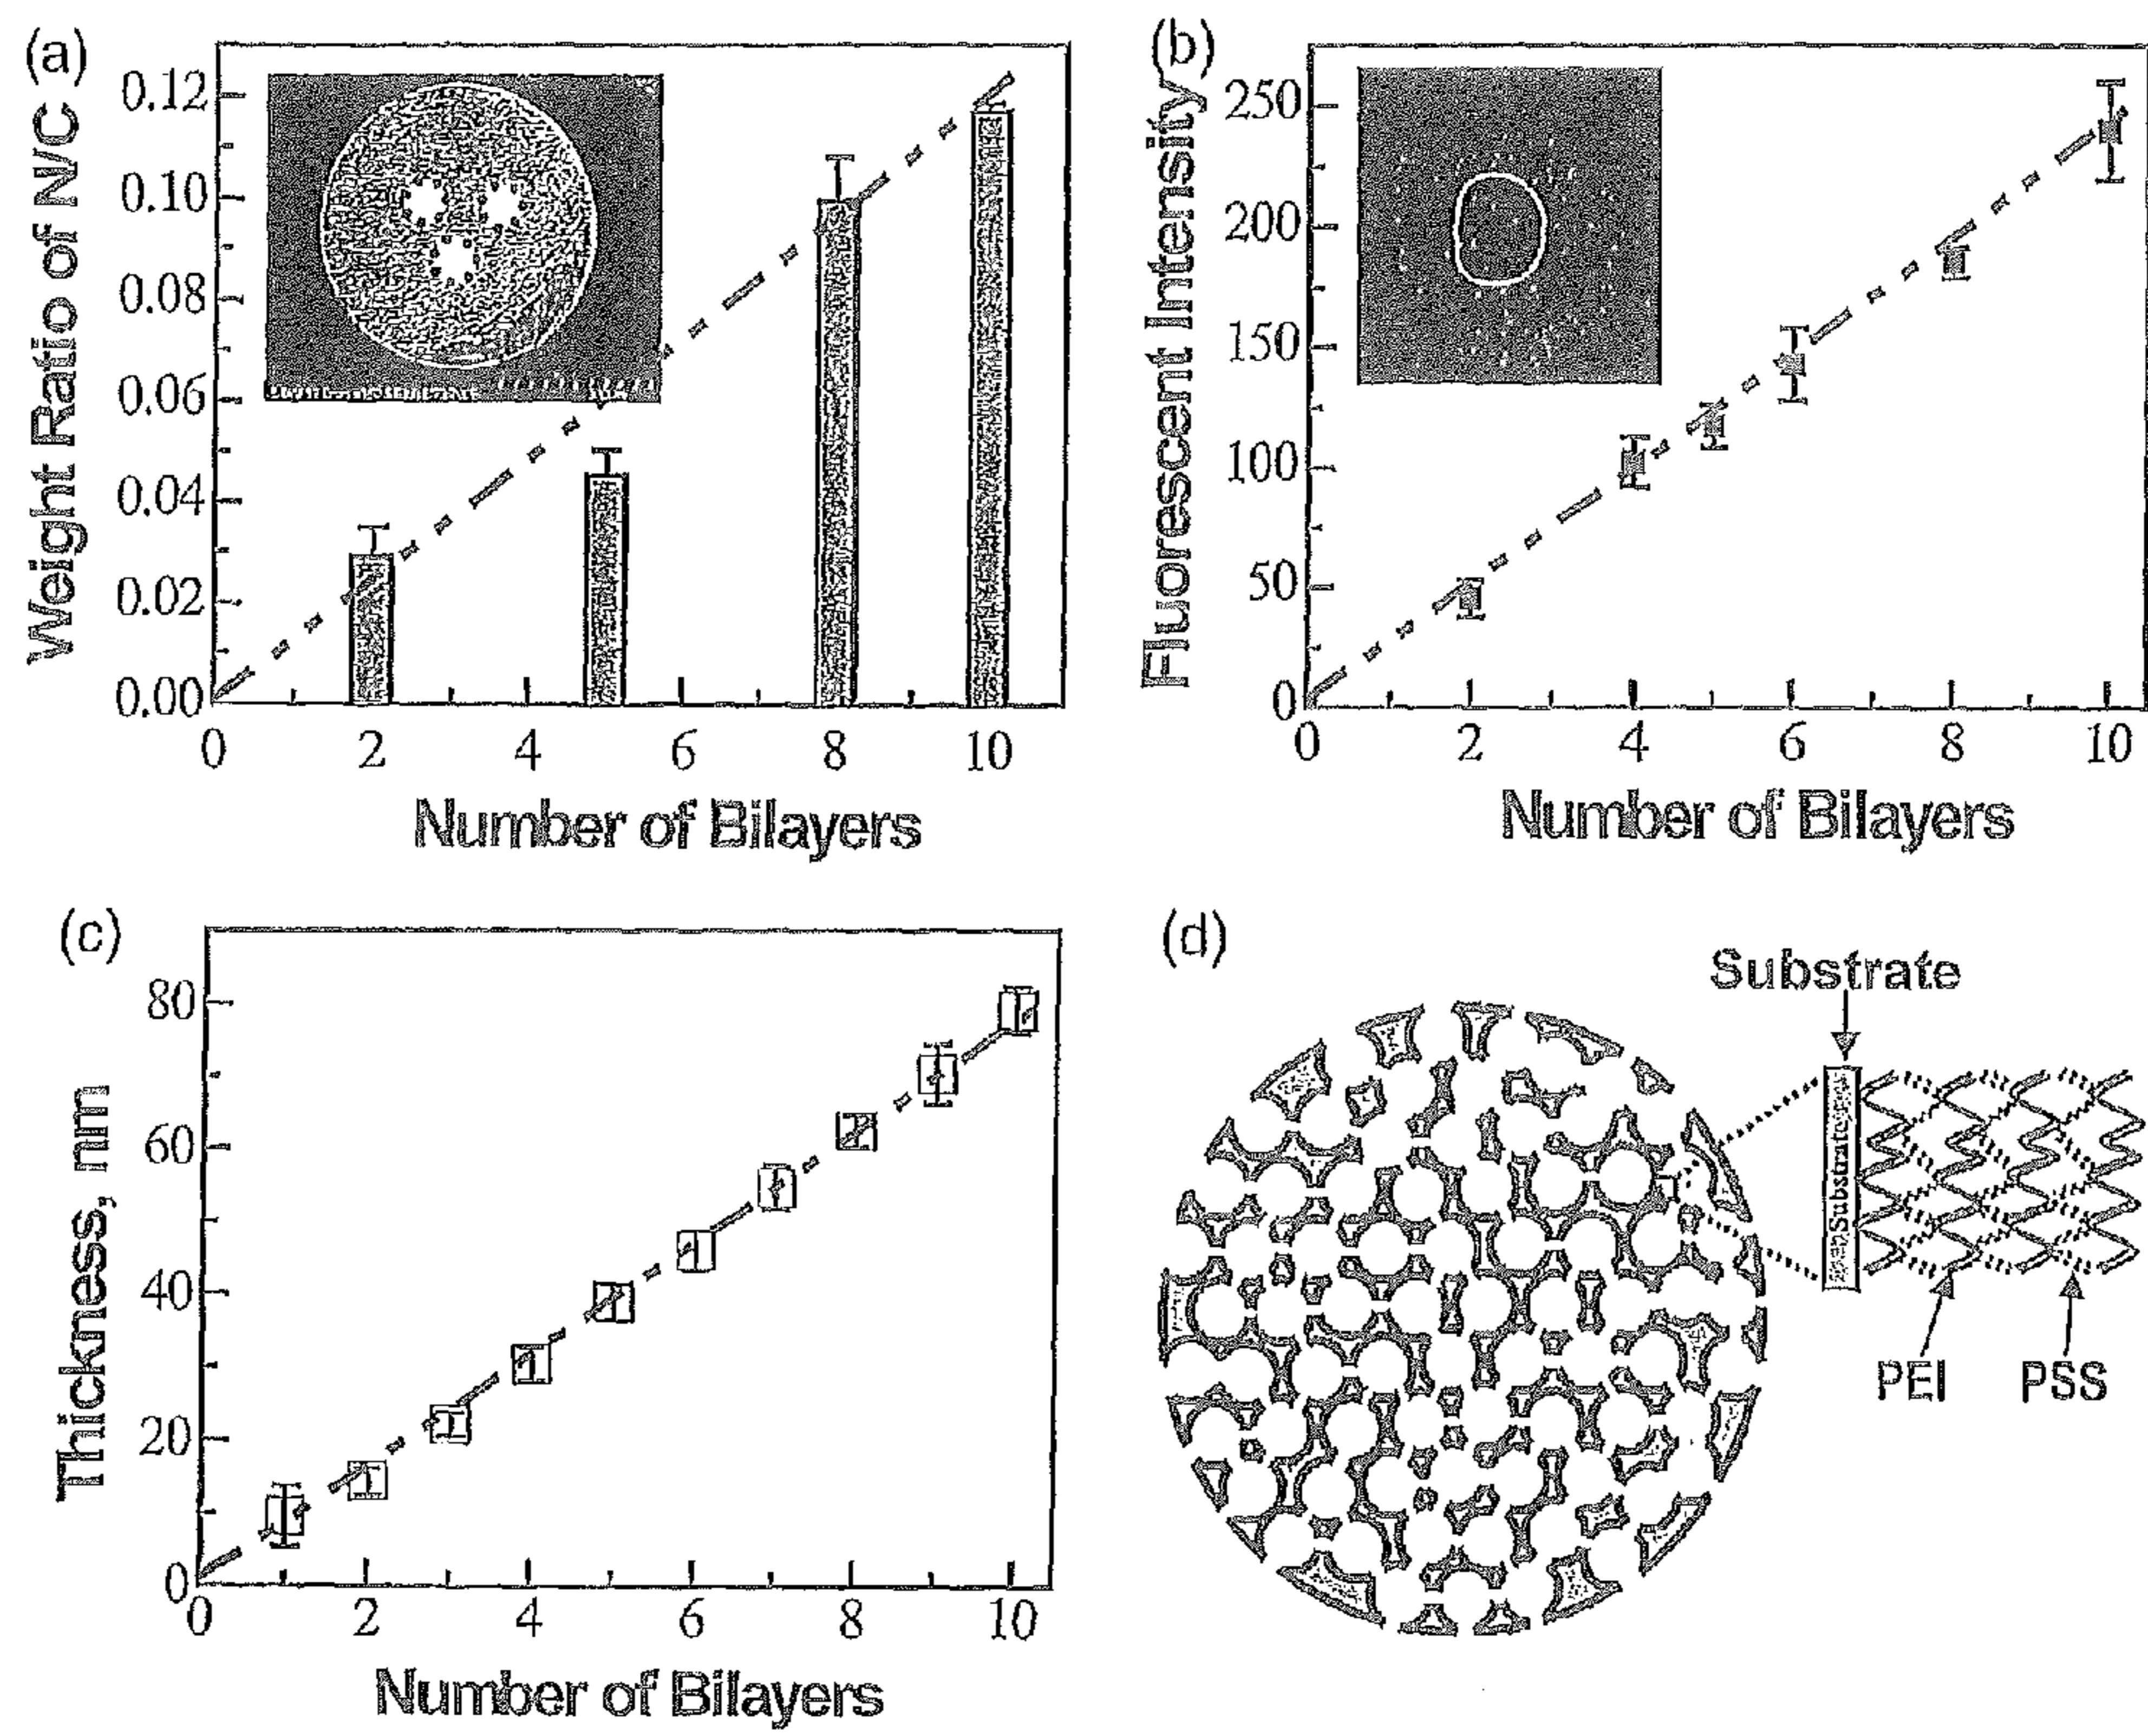 (a)
Weight Ratio of N/C
0.12
0.10
0.08
0.06
0.04
0.02
0.00
0 2 4 6 8 10
Number of Bilayers
(b)
Fluorescent Intensity
250
200
150
100
50
0
0 2 4 6 8 10
Number of Bilayers
(c)
Thickness, nm
80
60
40
20
0
0 2 4 6 8 10
Number of Bilayers
(d)
Substrate
Substrate
PEI PSS